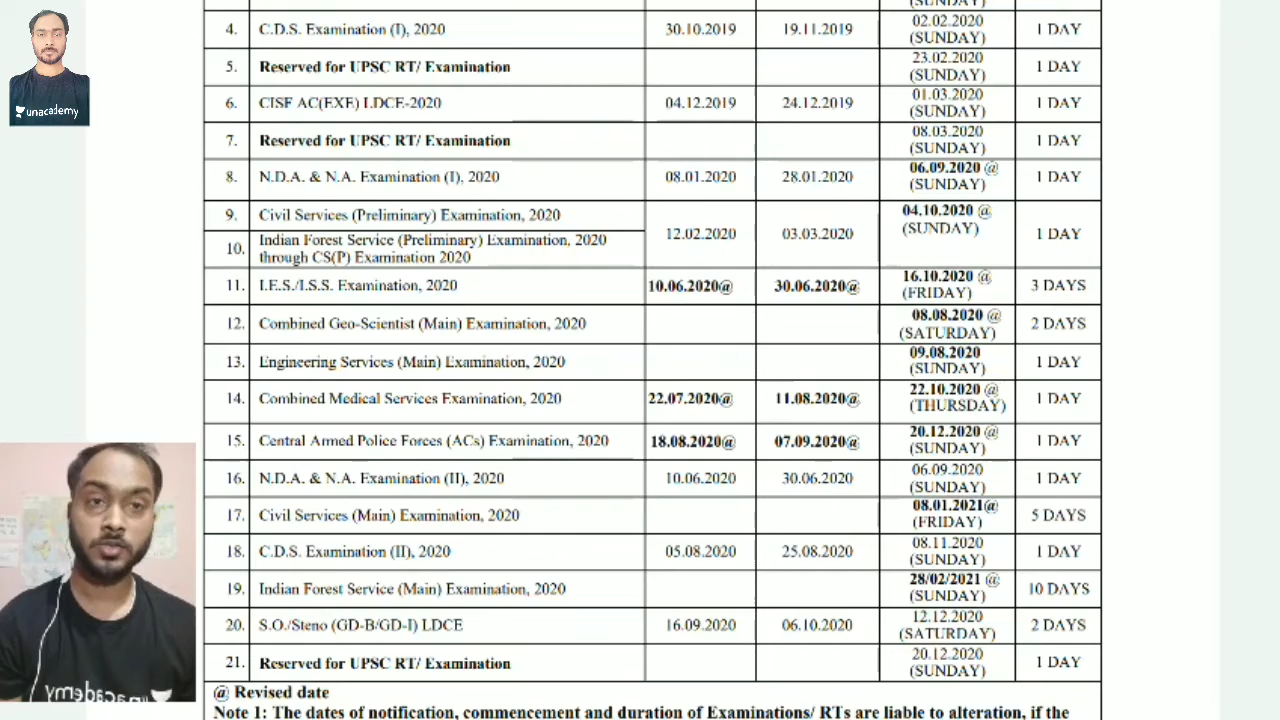 (SUNDAY)
4. C.D.S. Examination (I), 2020 30.10.2019 19.11.2019 02.02.2020 (SUNDAY) 1 DAY
5. Reserved for UPSC RT/ Examination 23.02.2020 (SUNDAY) 1 DAY
6. CISF AC(EXE) LDCE-2020 04.12.2019 24.12.2019 01.03.2020 (SUNDAY) 1 DAY
7. Reserved for UPSC RT/ Examination 08.03.2020 (SUNDAY) 1 DAY
8. N.D.A. & N.A. Examination (I), 2020 08.01.2020 28.01.2020 06.09.2020 @ (SUNDAY) 1 DAY
9. Civil Services (Preliminary) Examination, 2020 12.02.2020 03.03.2020 04.10.2020 @ (SUNDAY) 1 DAY
10. Indian Forest Service (Preliminary) Examination, 2020
through CS(P) Examination 2020
11. I.E.S./I.S.S. Examination, 2020 10.06.2020@ 30.06.2020@ 16.10.2020 @ (FRIDAY) 3 DAYS
12. Combined Geo-Scientist (Main) Examination, 2020 08.08.2020 @ (SATURDAY) 2 DAYS
13. Engineering Services (Main) Examination, 2020 09.08.2020 (SUNDAY) 1 DAY
14. Combined Medical Services Examination, 2020 22.07.2020@ 11.08.2020@ 22.10.2020 @ (THURSDAY) 1 DAY
15. Central Armed Police Forces (ACs) Examination, 2020 18.08.2020@ 07.09.2020@ 20.12.2020 @ (SUNDAY) 1 DAY
16. N.D.A. & N.A. Examination (II), 2020 10.06.2020 30.06.2020 06.09.2020 (SUNDAY) 1 DAY
17. Civil Services (Main) Examination, 2020 08.01.2021@ (FRIDAY) 5 DAYS
18. C.D.S. Examination (II), 2020 05.08.2020 25.08.2020 08.11.2020 (SUNDAY) 1 DAY
19. Indian Forest Service (Main) Examination, 2020 28/02/2021 @ (SUNDAY) 10 DAYS
20. S.O./Steno (GD-B/GD-I) LDCE 16.09.2020 06.10.2020 12.12.2020 (SATURDAY) 2 DAYS
21. Reserved for UPSC RT/ Examination 20.12.2020 (SUNDAY) 1 DAY
@ Revised date
Note 1: The dates of notification, commencement and duration of Examinations/ RTs are liable to alteration, if the
unacademy
unacademy